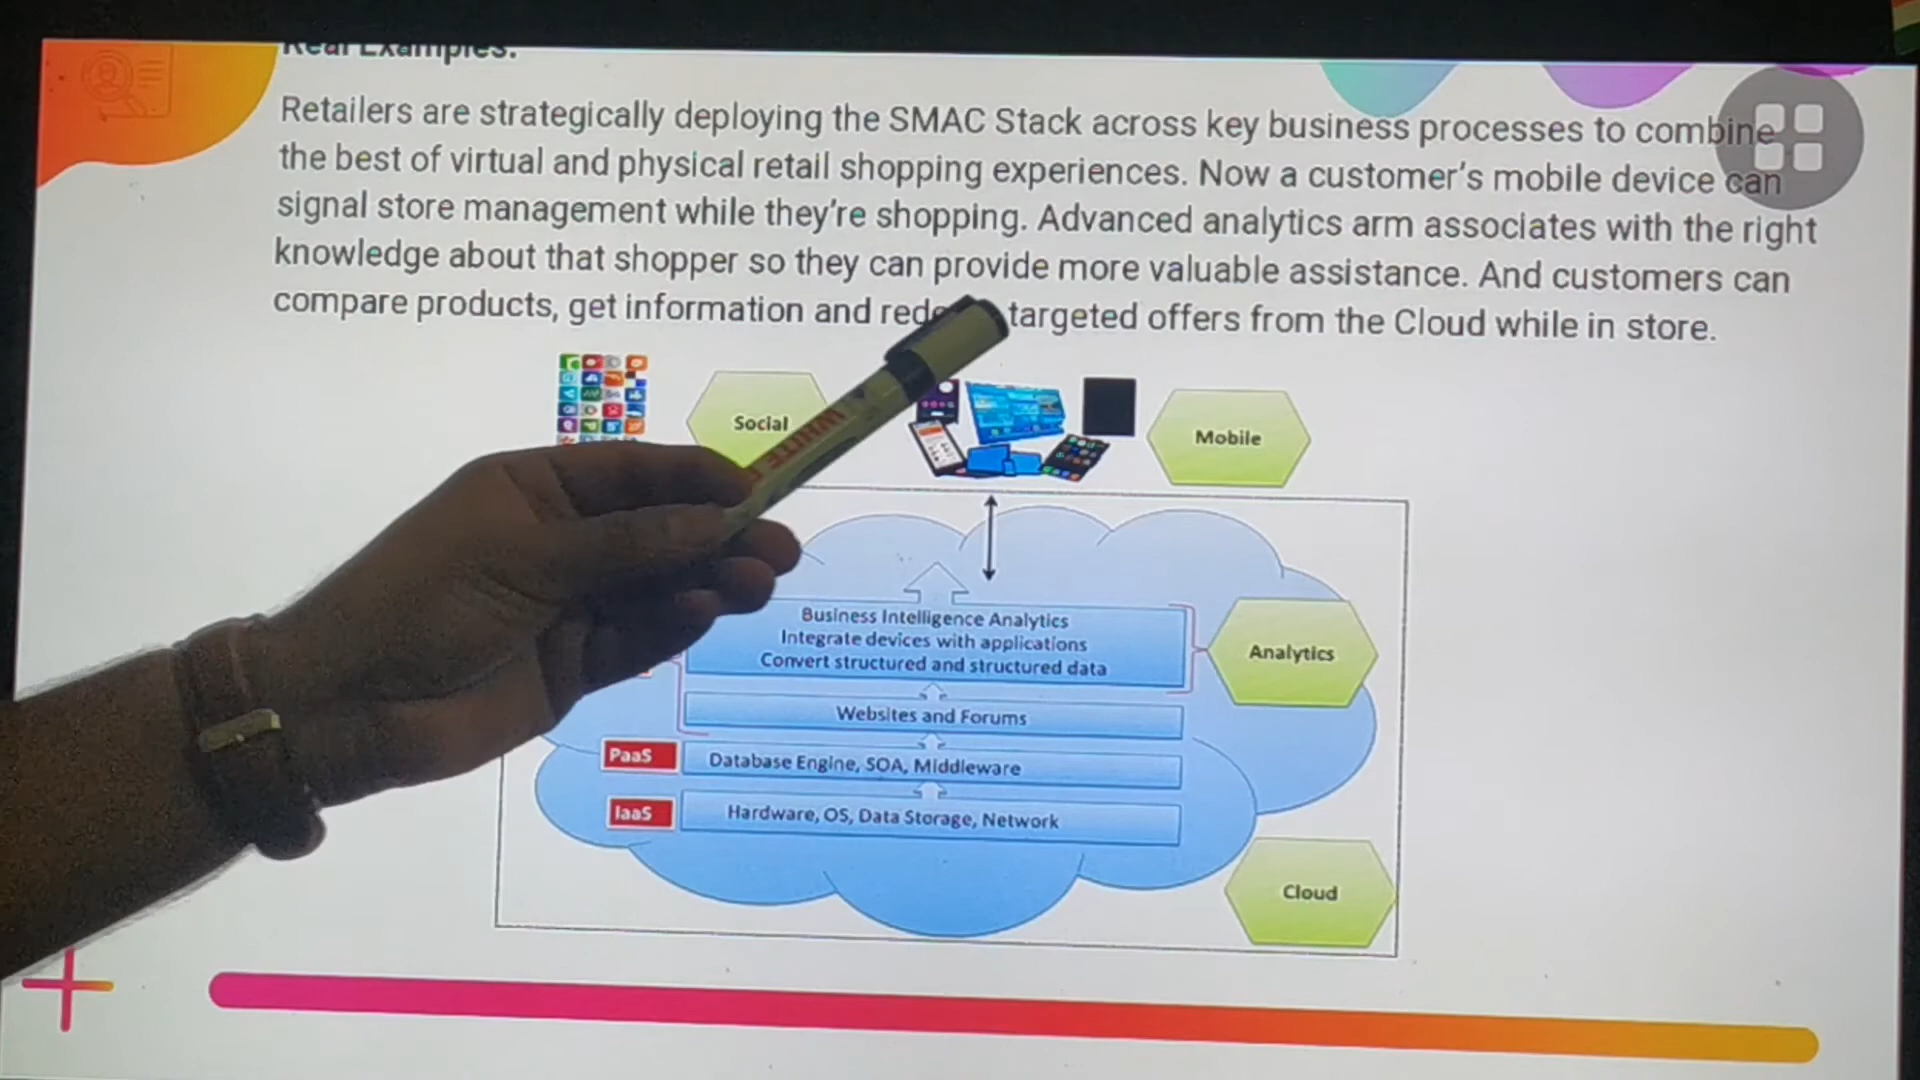 Real Examples:
Retailers are strategically deploying the SMAC Stack across key business processes to combine
the best of virtual and physical retail shopping experiences. Now a customer's mobile device can
signal store management while they're shopping. Advanced analytics arm associates with the right
knowledge about that shopper so they can provide more valuable assistance. And customers can
compare products, get information and targeted offers from the Cloud while in store.
Social
WHITE
Mobile
Business Intelligence Analytics
Integrate devices with applications
Convert structured and structured data
Analytics
Websites and Forums
PaaS
Database Engine, SOA, Middleware
IaaS
Hardware, OS, Data Storage, Network
Cloud